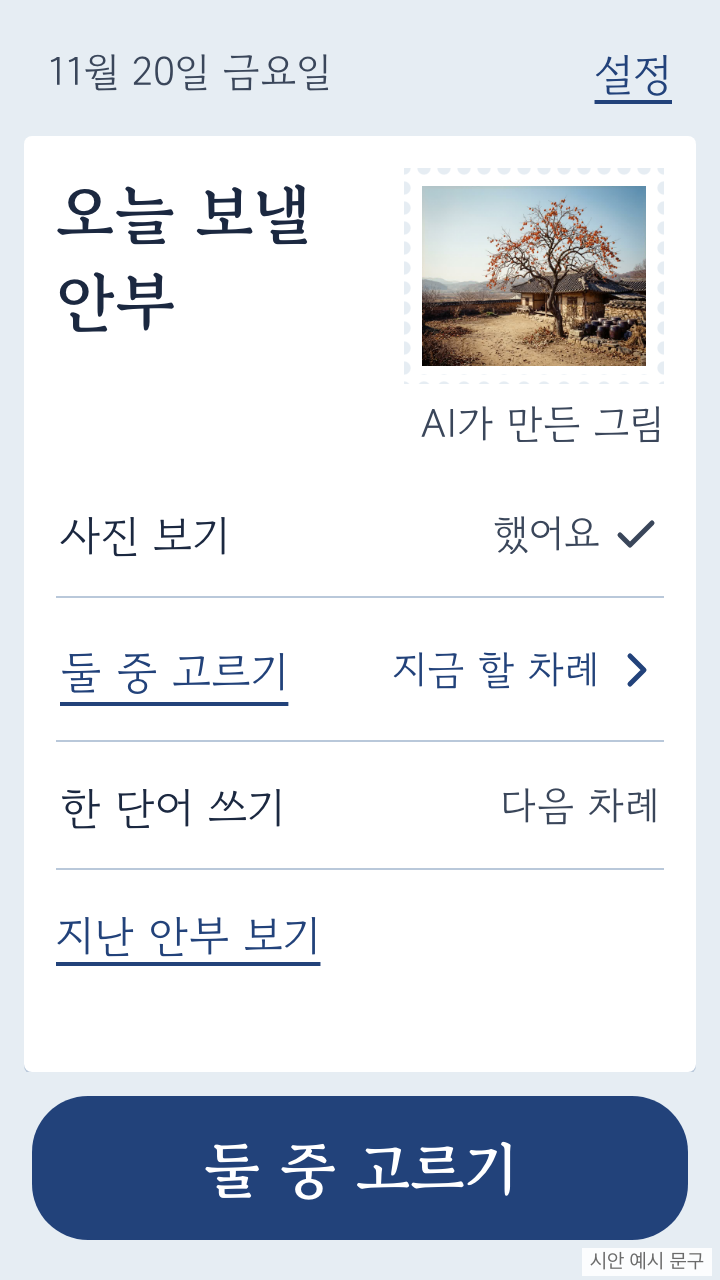 11월 20일 금요일
설정
오늘 보낼
안부
AI가 만든 그림
사진 보기
했어요
둘 중 고르기
지금 할 차례
한 단어 쓰기
다음 차례
지난 안부 보기
둘 중 고르기
시안 예시 문구